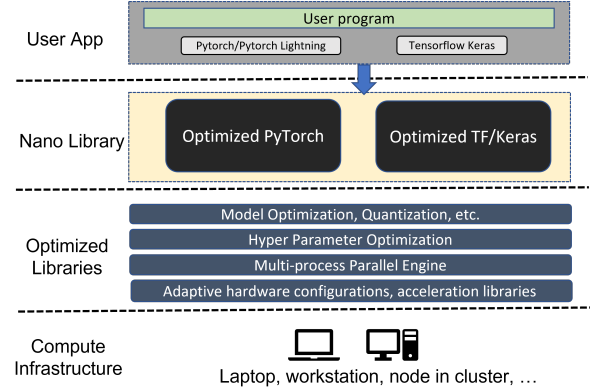 User App
User program
Pytorch/Pytorch Lightning
Tensorflow Keras
Nano Library
Optimized PyTorch
Optimized TF/Keras
Optimized
Libraries
Model Optimization, Quantization, etc.
Hyper Parameter Optimization
Multi-process Parallel Engine
Adaptive hardware configurations, acceleration libraries
Compute
Infrastructure
Laptop, workstation, node in cluster, …